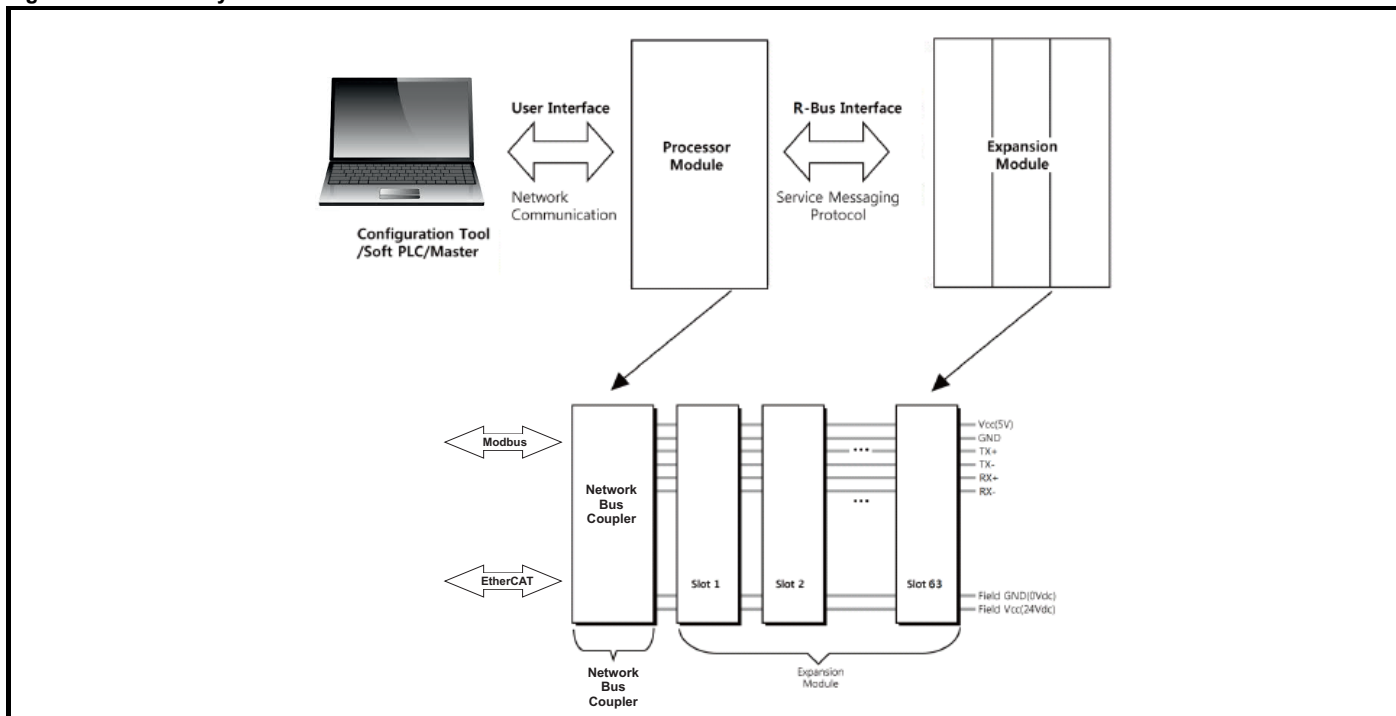 User Interface
Network
Communication
Configuration Tool
/Soft PLC/Master
Processor
Module
R-Bus Interface
Service Messaging
Protocol
Expansion
Module
Modbus
EtherCAT
Network
Bus
Coupler
Slot 1
Slot 2
...
...
Slot 63
Vcc(5V)
GND
TX+
TX-
RX+
RX-
Field GND(0Vdc)
Field Vcc(24Vdc)
Network
Bus
Coupler
Expansion
Module